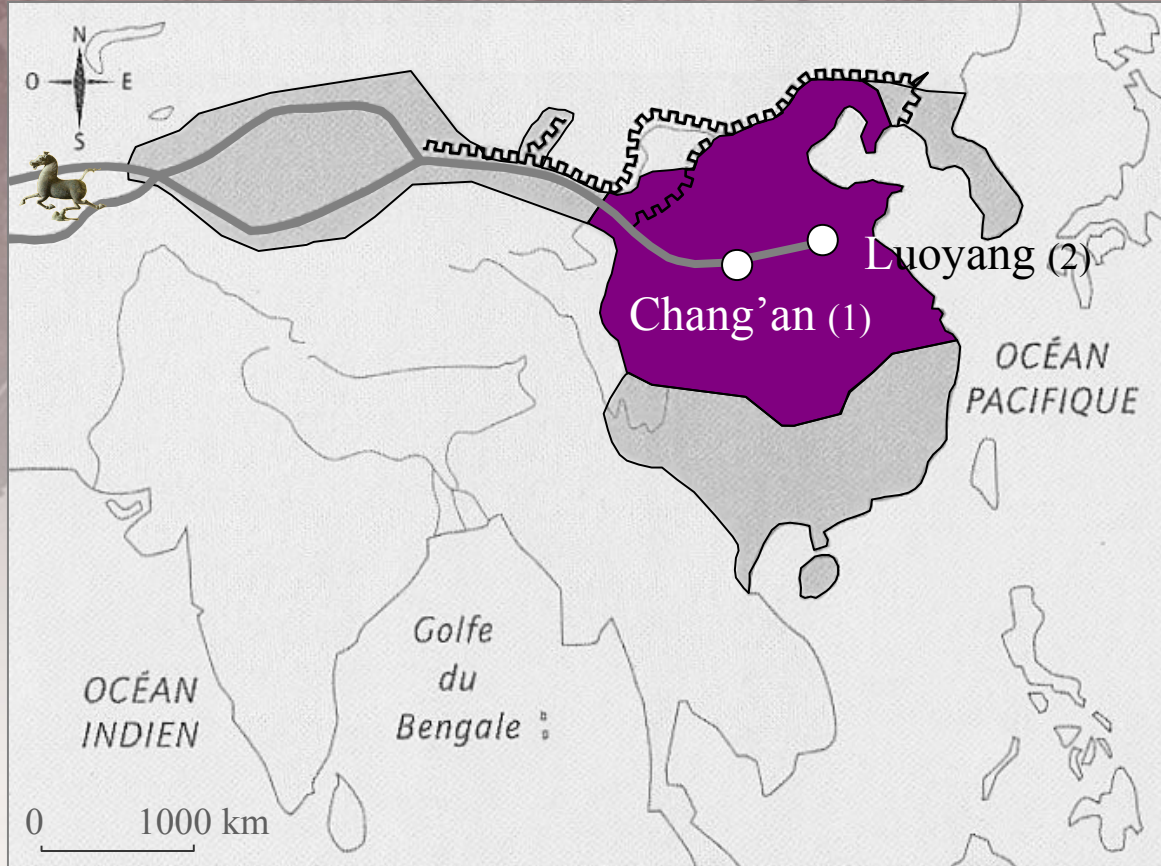 N
O E
S
Luoyang (2)
Chang’an (1)
OCÉAN
PACIFIQUE
Golfe
du
Bengale
OCÉAN
INDIEN
0 1000 km